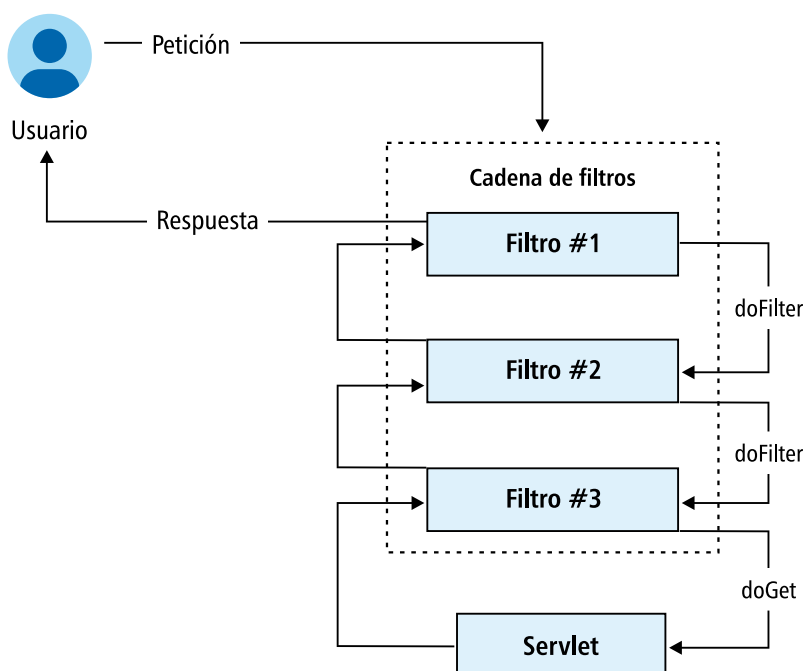 Petición
Usuario
Cadena de filtros
Respuesta
Filtro #1
doFilter
Filtro #2
doFilter
Filtro #3
doGet
Servlet